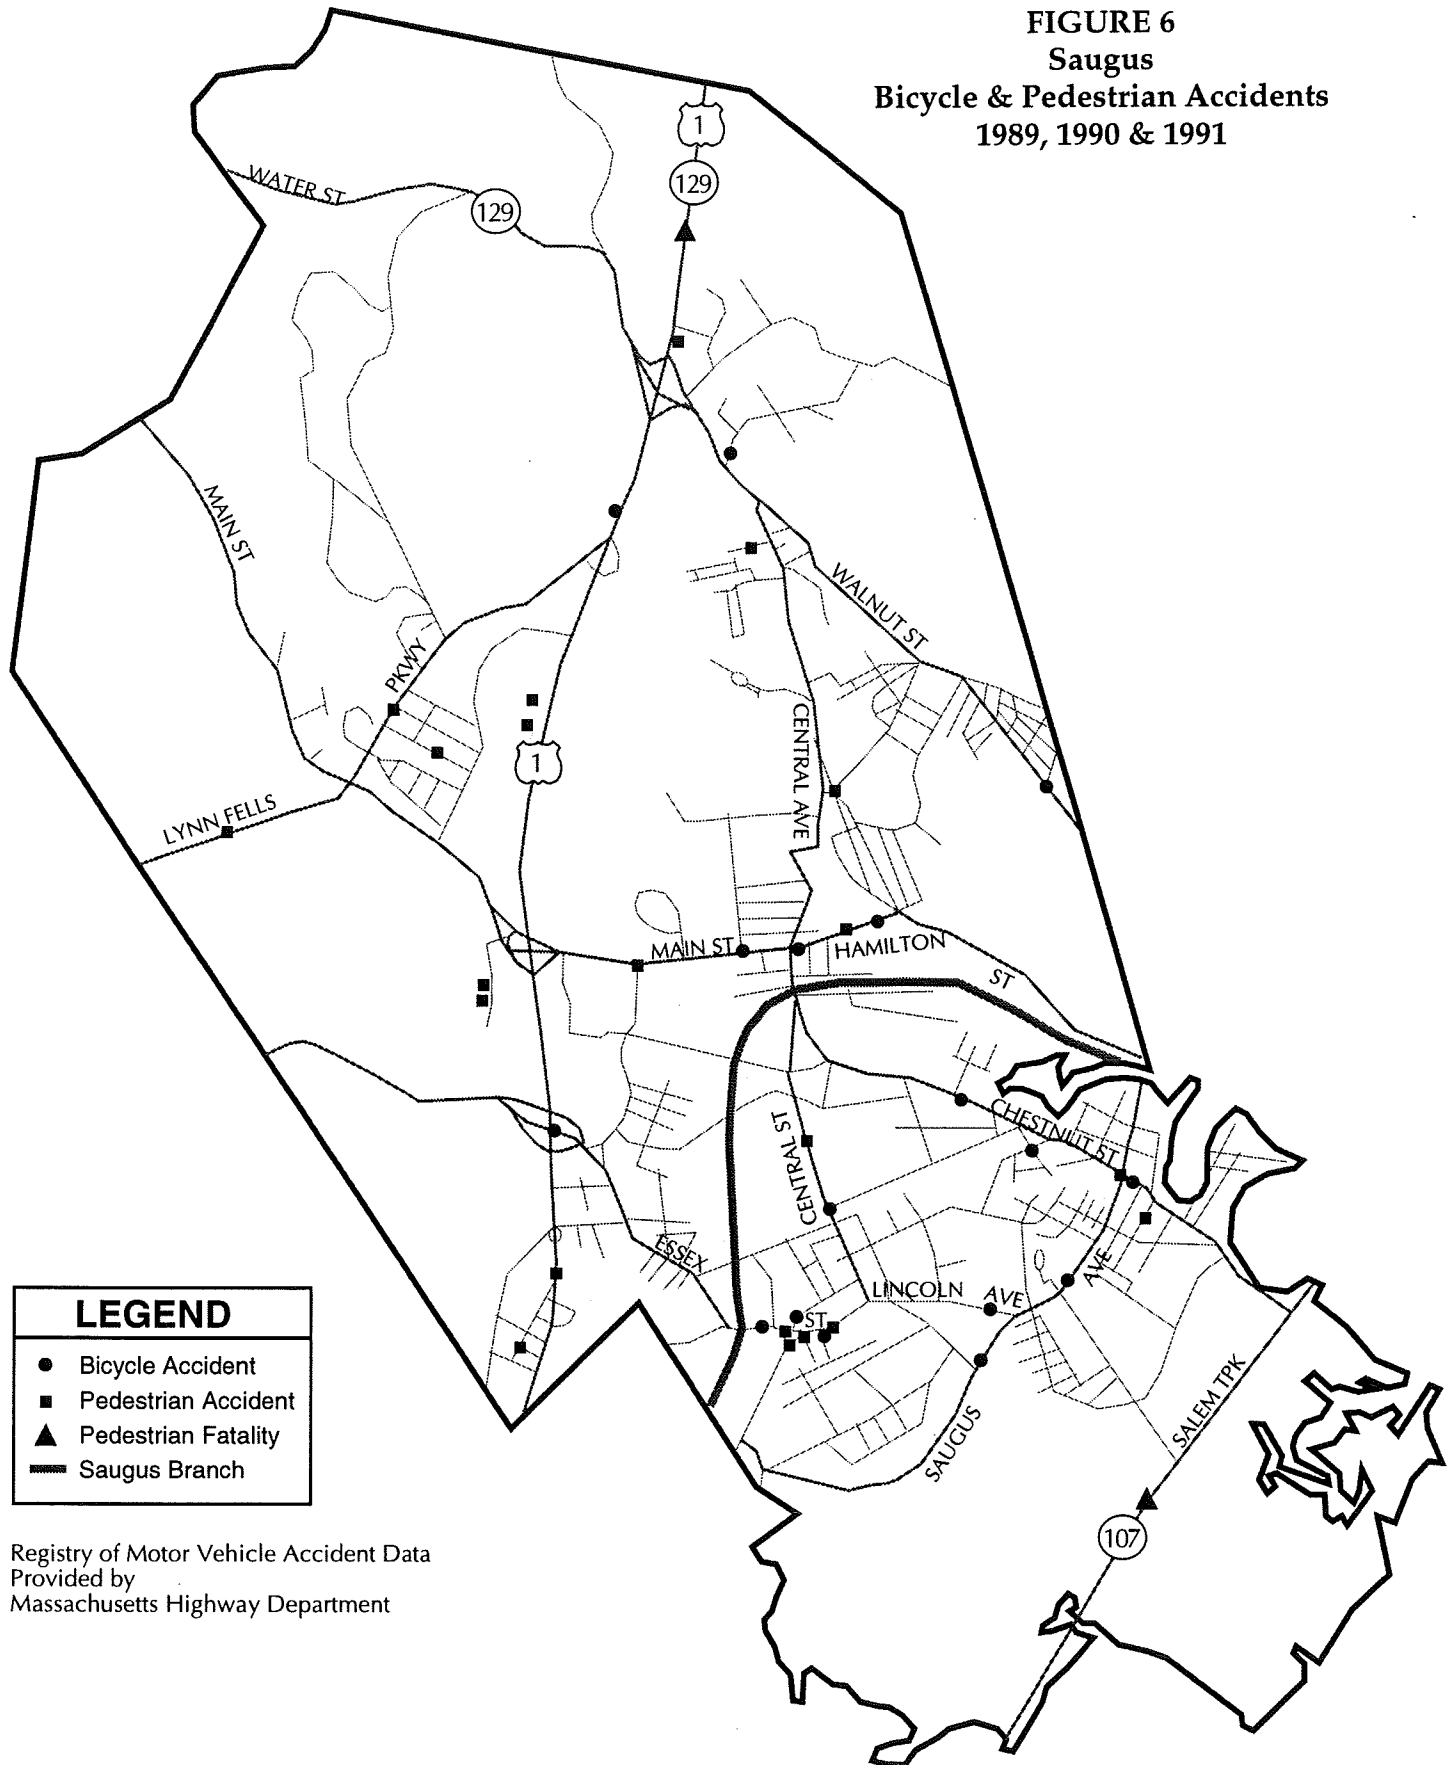 FIGURE 6
Saugus
Bicycle & Pedestrian Accidents
1989, 1990 & 1991
1
129
WATER ST
129
MAIN ST
WALNUT ST
PKWY
CENTRAL AVE
1
LYNN FELLS
MAIN ST
HAMILTON
ST
CHESTNUT ST
CENTRAL ST
ESSEX
AVE
LINCOLN
AVE
ST
SALEM TPK
SAUGUS
107
LEGEND
Bicycle Accident
Pedestrian Accident
Pedestrian Fatality
Saugus Branch
Registry of Motor Vehicle Accident Data
Provided by
Massachusetts Highway Department